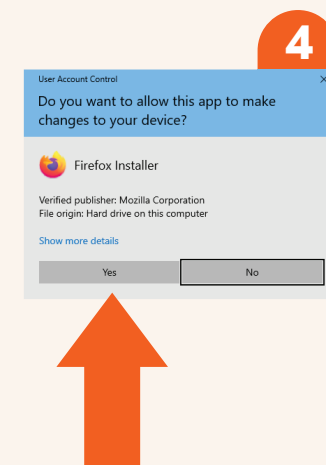 4
User Account Control
Do you want to allow this app to make
changes to your device?
Firefox Installer
Verified publisher: Mozilla Corporation
File origin: Hard drive on this computer
Show more details
Yes No